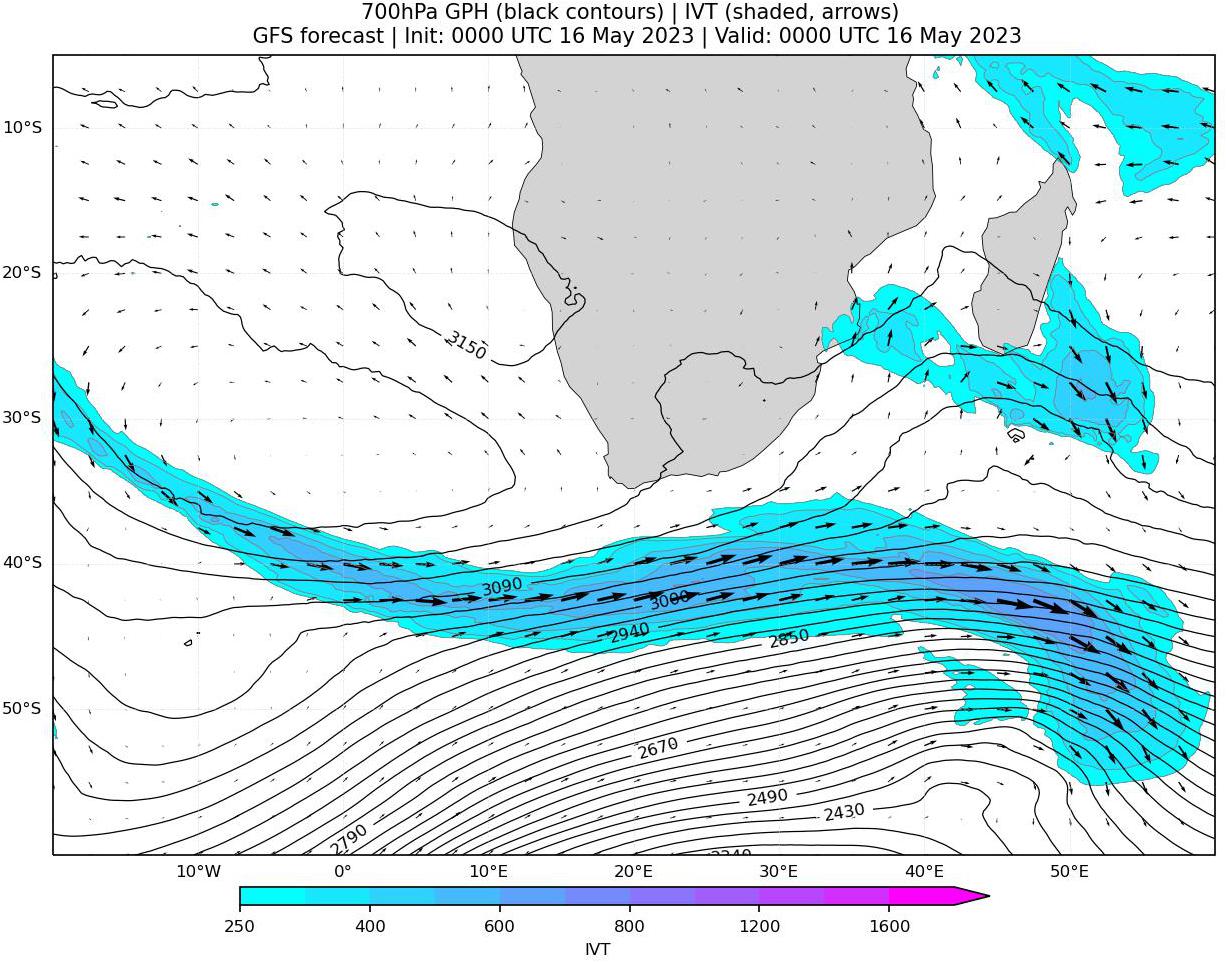 700hPa GPH (black contours) | IVT (shaded, arrows)
GFS forecast | Init: 0000 UTC 16 May 2023 | Valid: 0000 UTC 16 May 2023
10°S
20°S
3150
30°S
40°S
3090
3000
2940
2850
50°S
2670
2490
2430
2790
10°W 0° 10°E 20°E 30°E 40°E 50°E
250 400 600 800 1200 1600
IVT